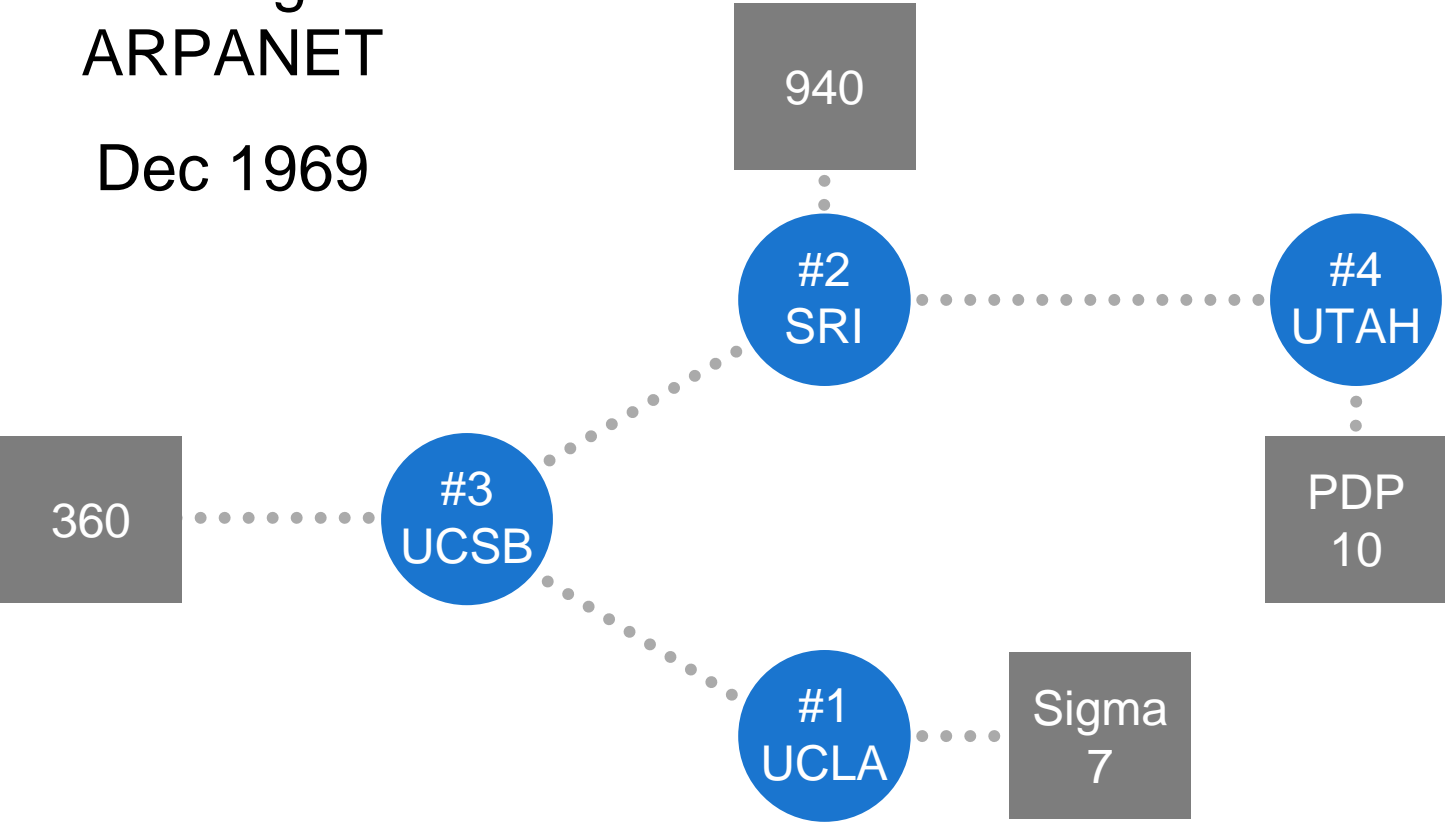 ARPANET
Dec 1969
940
#2
SRI
#4
UTAH
#3
UCSB
360
PDP
10
#1
UCLA
Sigma
7